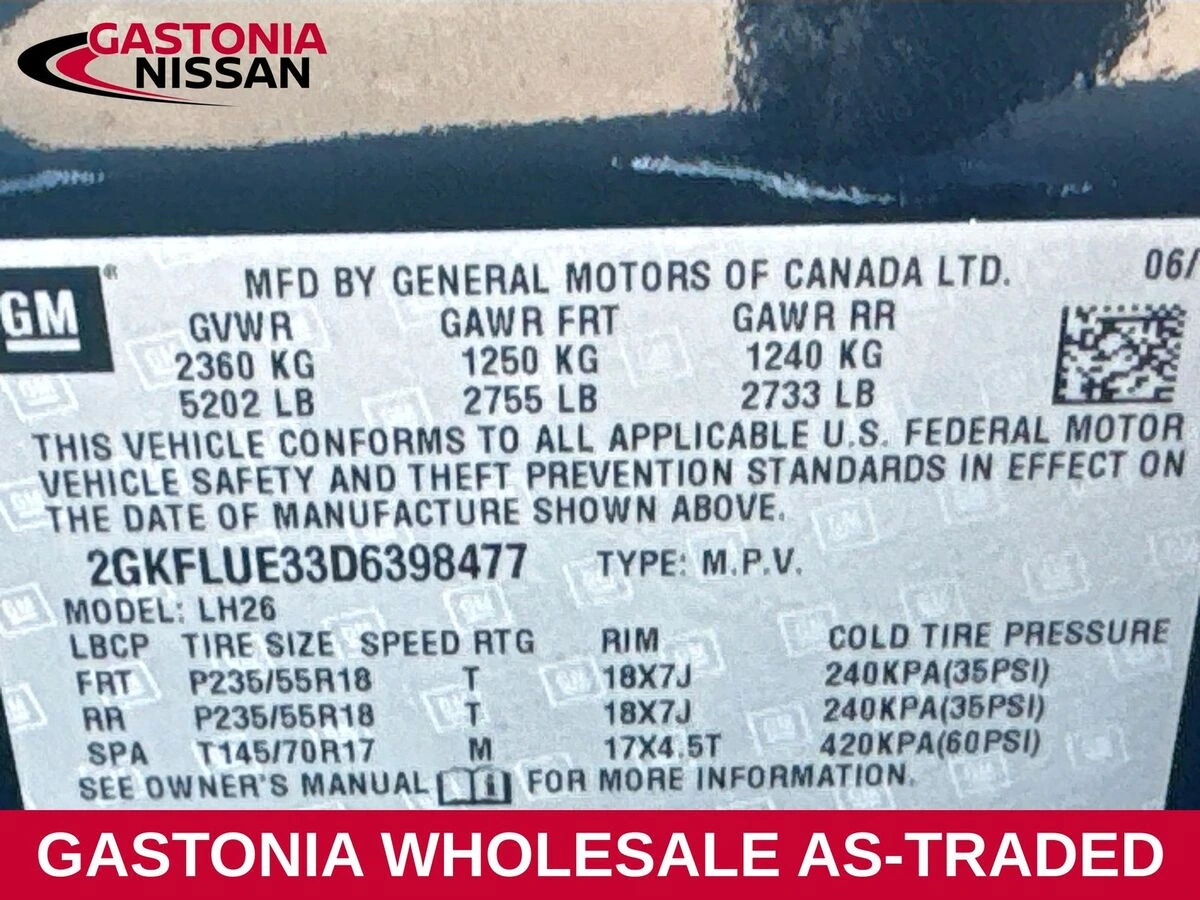 GASTONIA
NISSAN
GM
MFD BY GENERAL MOTORS OF CANADA LTD. 06/
GVWR GAWR FRT GAWR RR
2360 KG 1250 KG 1240 KG
5202 LB 2755 LB 2733 LB
THIS VEHICLE CONFORMS TO ALL APPLICABLE U.S. FEDERAL MOTOR
VEHICLE SAFETY AND THEFT PREVENTION STANDARDS IN EFFECT ON
THE DATE OF MANUFACTURE SHOWN ABOVE.
2GKFLUE33D6398477 TYPE: M.P.V.
MODEL: LH26
LBCP TIRE SIZE SPEED RTG RIM COLD TIRE PRESSURE
FRT P235/55R18 T 18X7J 240KPA(35PSI)
RR P235/55R18 T 18X7J 240KPA(35PSI)
SPA T145/70R17 M 17X4.5T 420KPA(60PSI)
SEE OWNER'S MANUAL FOR MORE INFORMATION.
GASTONIA WHOLESALE AS-TRADED